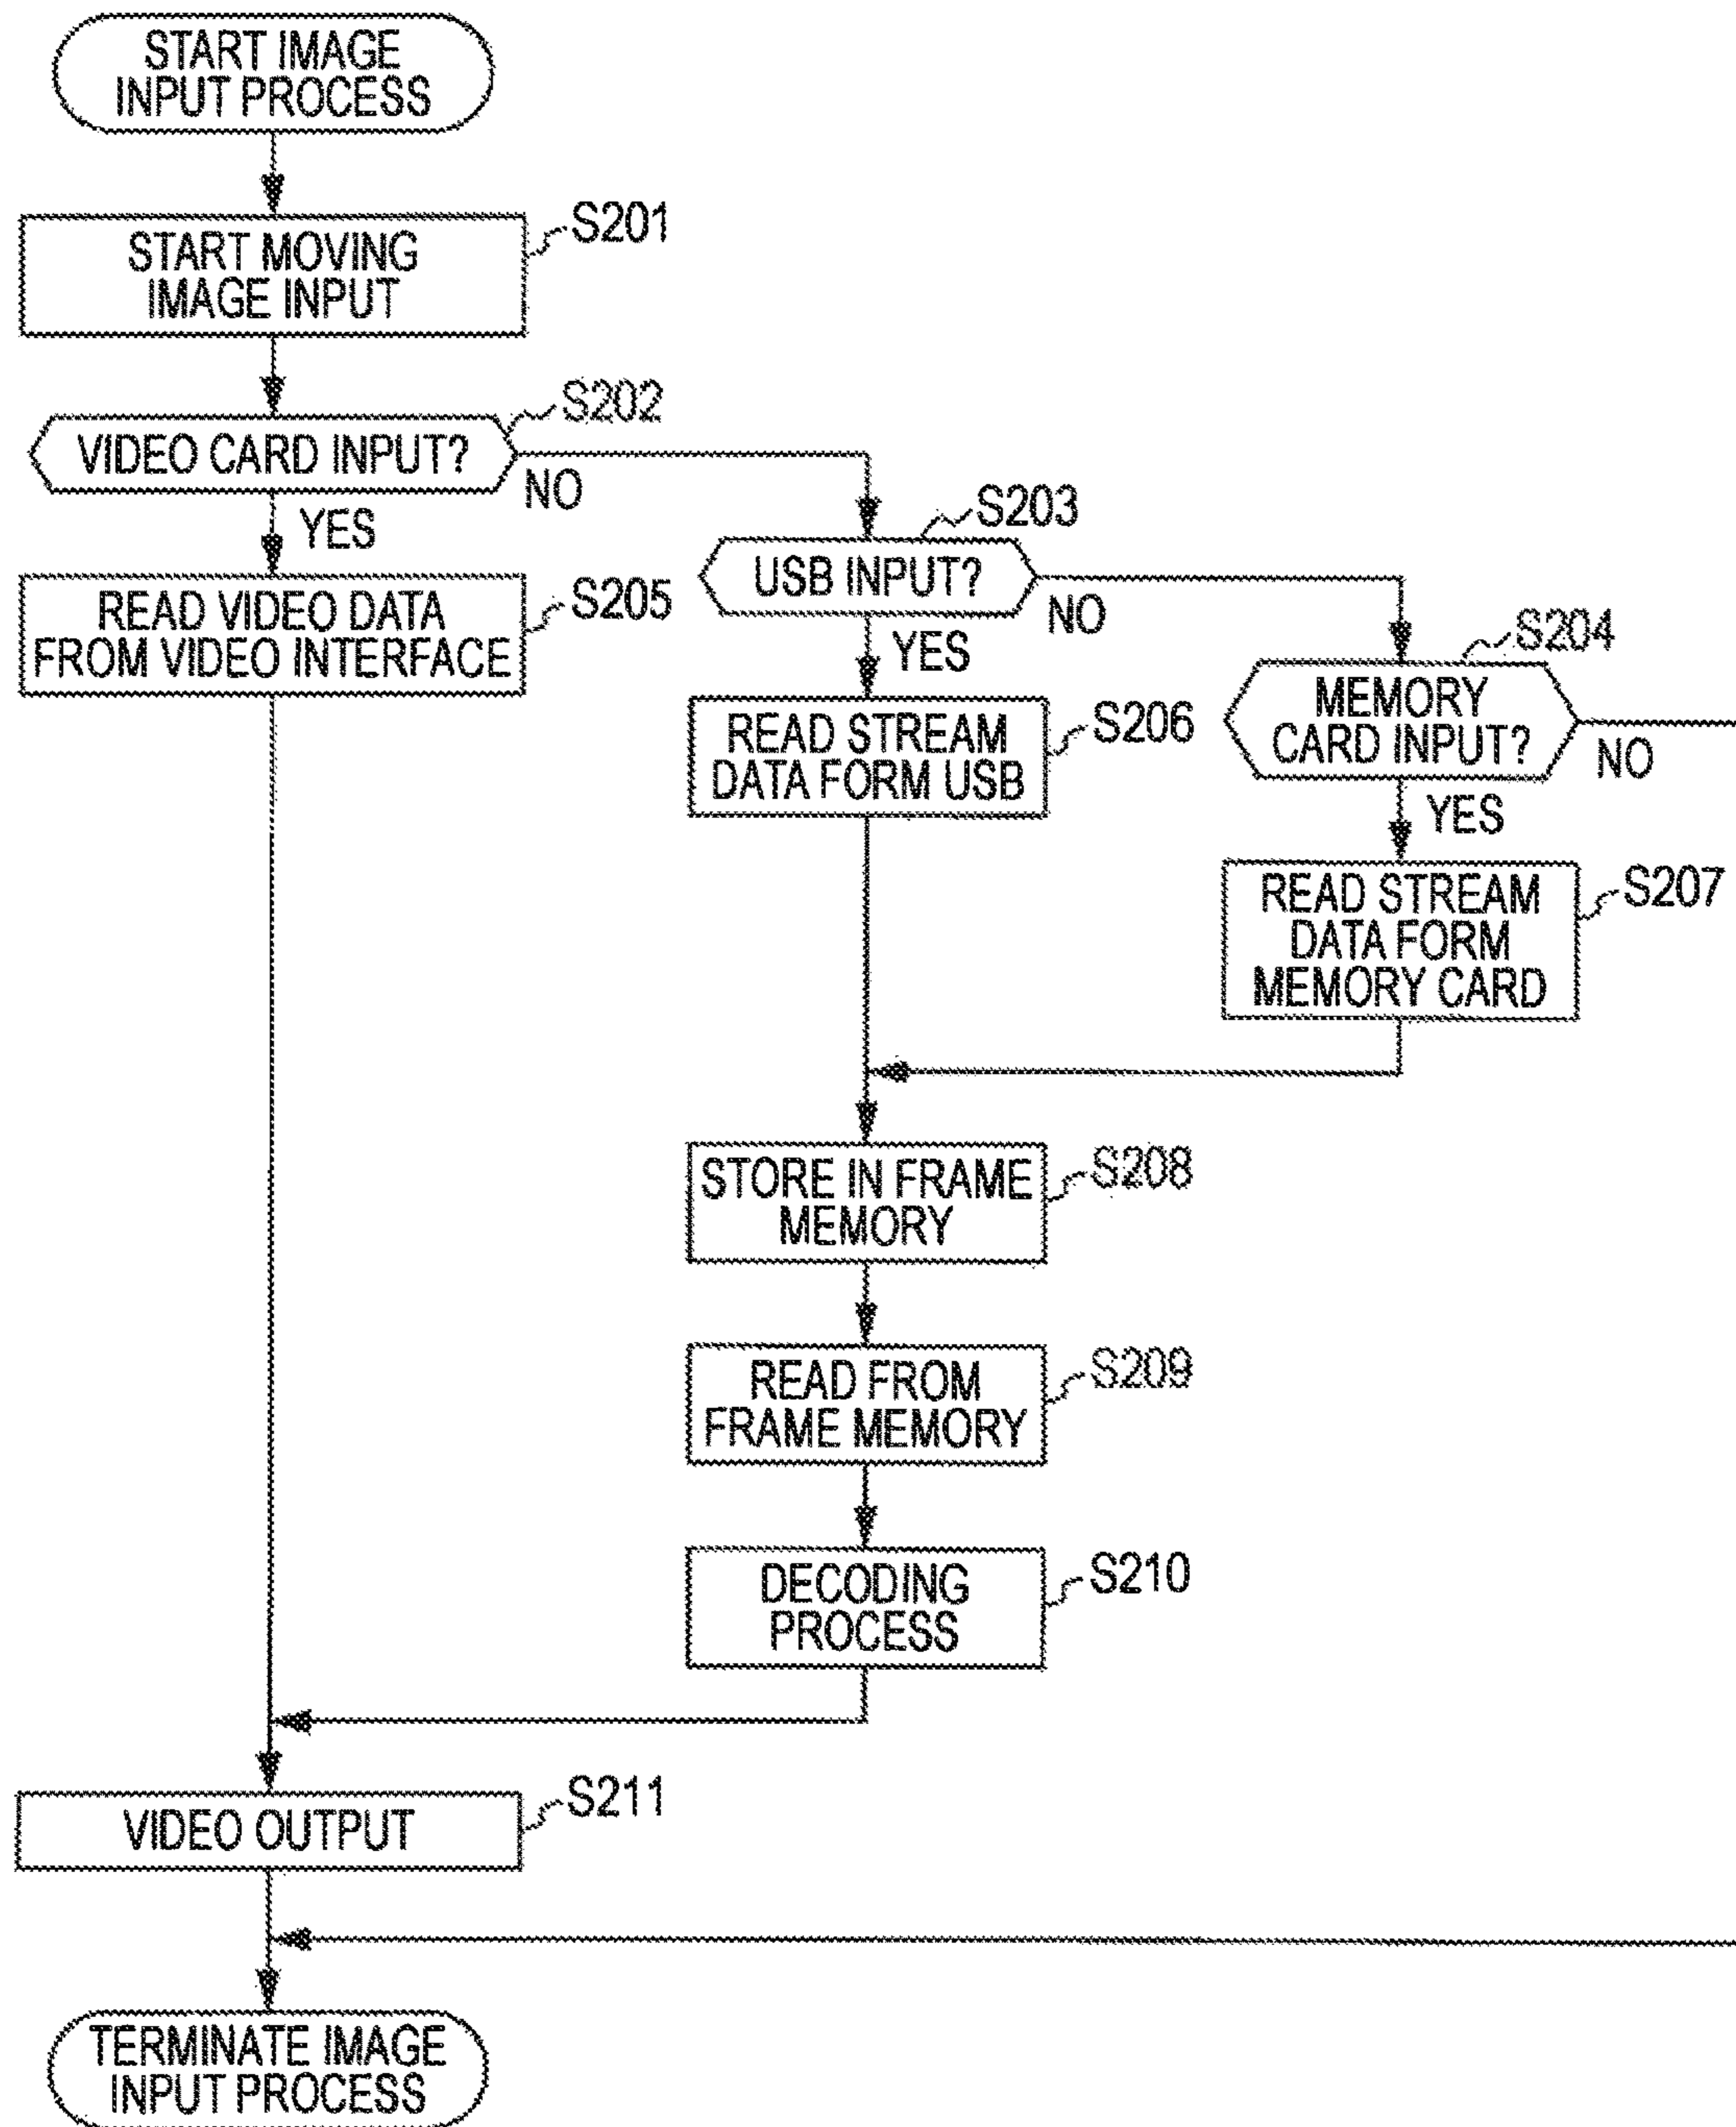 START IMAGE
INPUT PROCESS
START MOVING
IMAGE INPUT
S201
VIDEO CARD INPUT?
S202
NO
YES
READ VIDEO DATA
FROM VIDEO INTERFACE
S205
USB INPUT?
S203
NO
YES
READ STREAM
DATA FORM USB
S206
MEMORY
CARD INPUT?
S204
NO
YES
READ STREAM
DATA FORM
MEMORY CARD
S207
STORE IN FRAME
MEMORY
S208
READ FROM
FRAME MEMORY
S209
DECODING
PROCESS
S210
VIDEO OUTPUT
S211
TERMINATE IMAGE
INPUT PROCESS